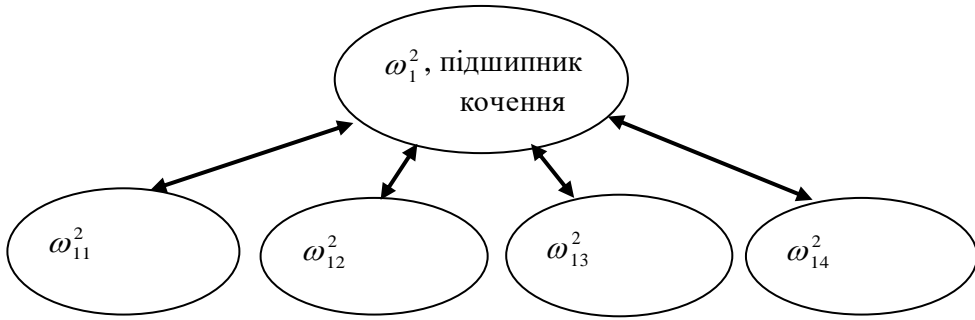 ω₁², підшипник
кочення
ω₁₁²
ω₁₂²
ω₁₃²
ω₁₄²